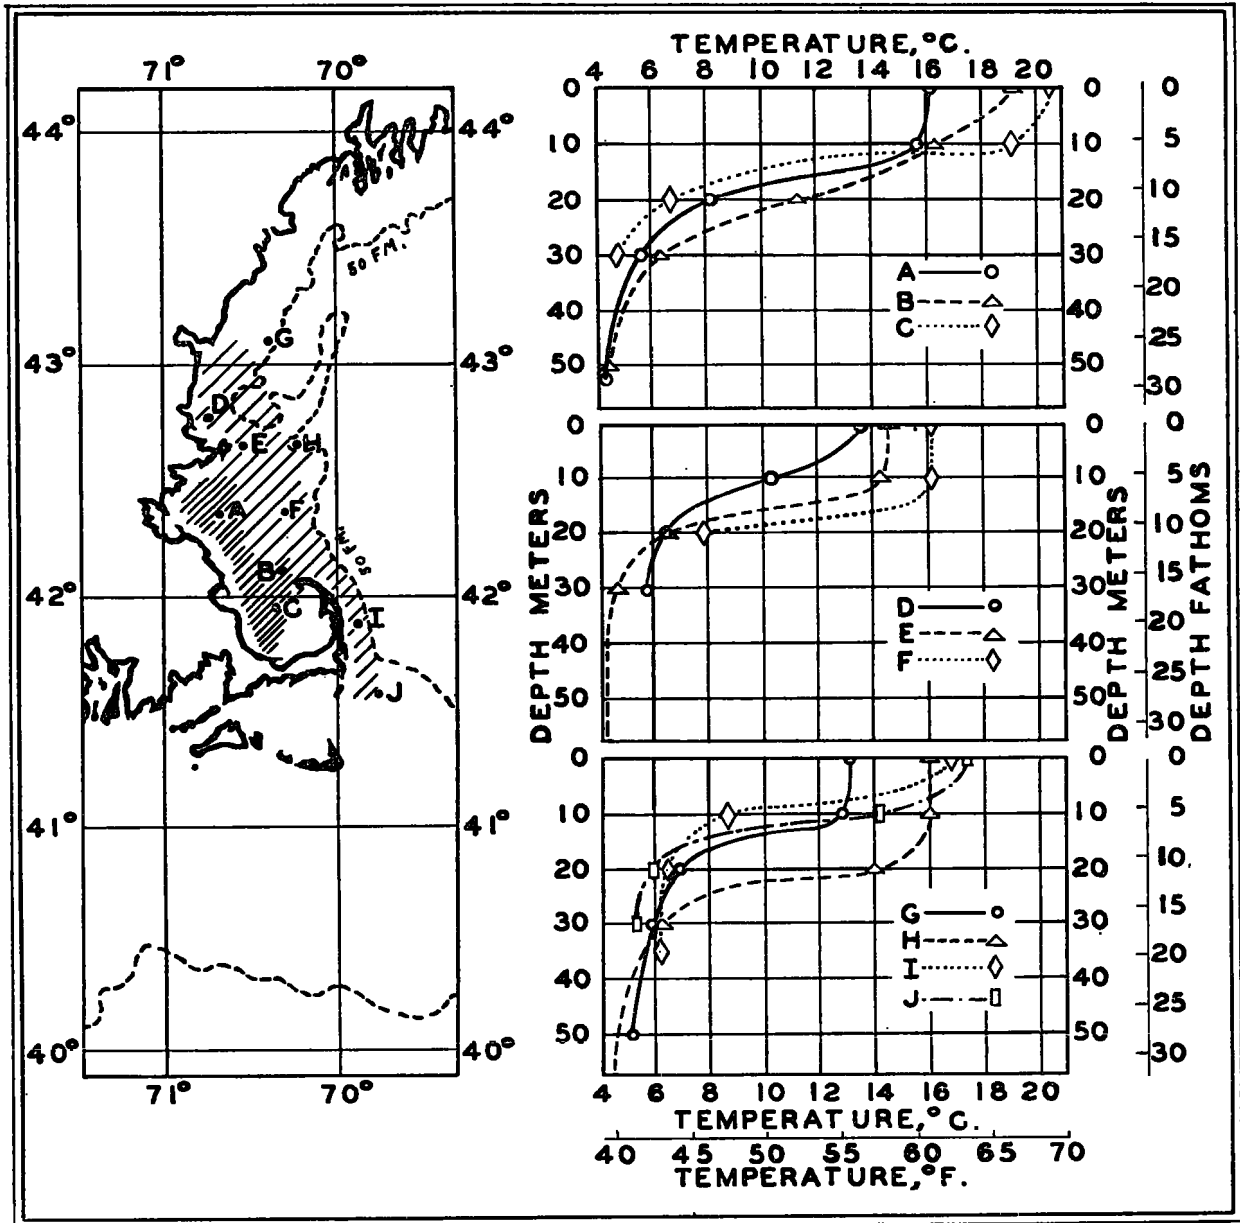 TEMPERATURE, °C.
71° 70°
4 6 8 10 12 14 16 18 20
44° 44°
50 FM.
G
43° 43°
D
E H
A F
50 FM
B
42° C 42°
I
J
41° 41°
40° 40°
71° 70°
0 0 0
10 10 5
20 20 10
30 30 15
A
B 20
40 C 40 25
50 50 30
0 0 0
10 10 5
20 20 10
30 30 15
D
E 20
40 F 40 25
50 50 30
DEPTH METERS DEPTH METERS DEPTH FATHOMS
0 0 0
10 10 5
20 20 10
30 30 15
G
H
I 20
40 40
J 25
50 50 30
4 6 8 10 12 14 16 18 20
TEMPERATURE, °C.
40 45 50 55 60 65 70
TEMPERATURE, °F.